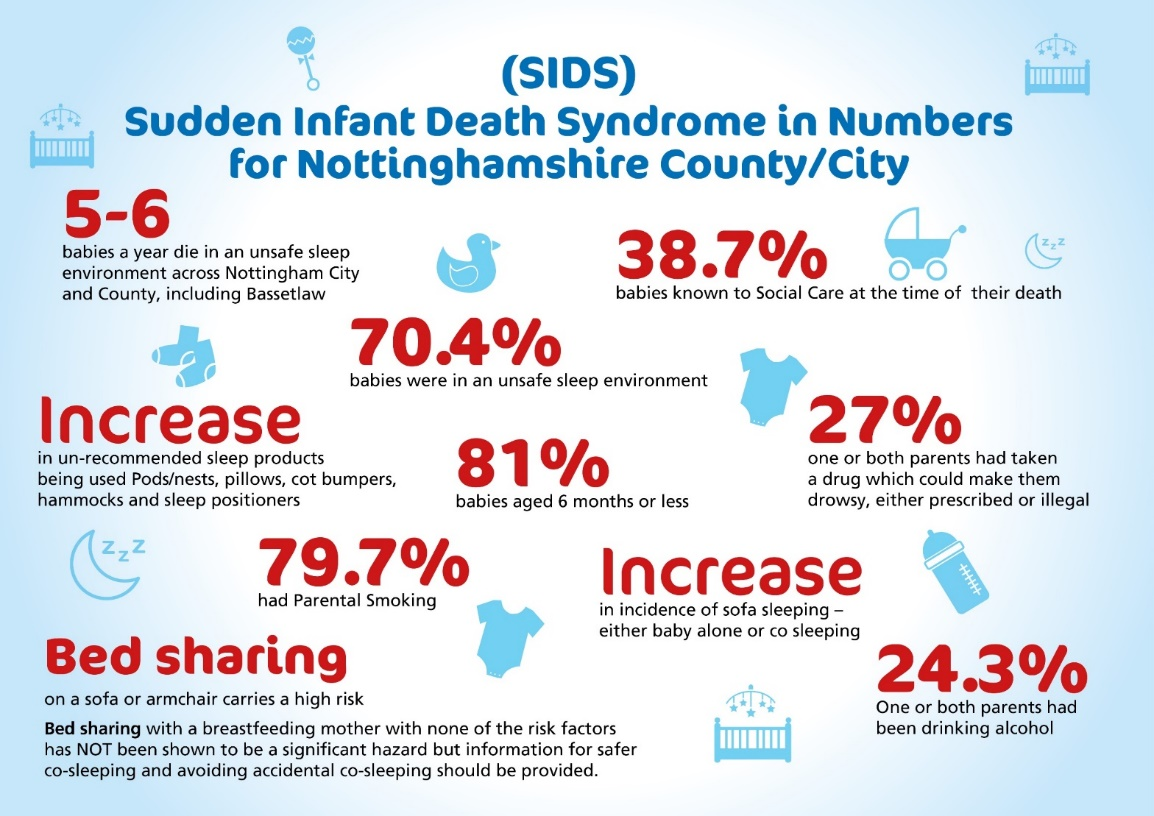 (SIDS)
Sudden Infant Death Syndrome in Numbers
for Nottinghamshire County/City
5-6
babies a year die in an unsafe sleep
environment across Nottingham City
and County, including Bassetlaw
38.7%
babies known to Social Care at the time of  their death
zzz
70.4%
babies were in an unsafe sleep environment
Increase
in un-recommended sleep products
being used Pods/nests, pillows, cot bumpers,
hammocks and sleep positioners
81%
babies aged 6 months or less
27%
one or both parents had taken
a drug which could make them
drowsy, either prescribed or illegal
zzz
79.7%
had Parental Smoking
Increase
in incidence of sofa sleeping –
either baby alone or co sleeping
Bed sharing
on a sofa or armchair carries a high risk
Bed sharing with a breastfeeding mother with none of the risk factors
has NOT been shown to be a significant hazard but information for safer
co-sleeping and avoiding accidental co-sleeping should be provided.
24.3%
One or both parents had
been drinking alcohol